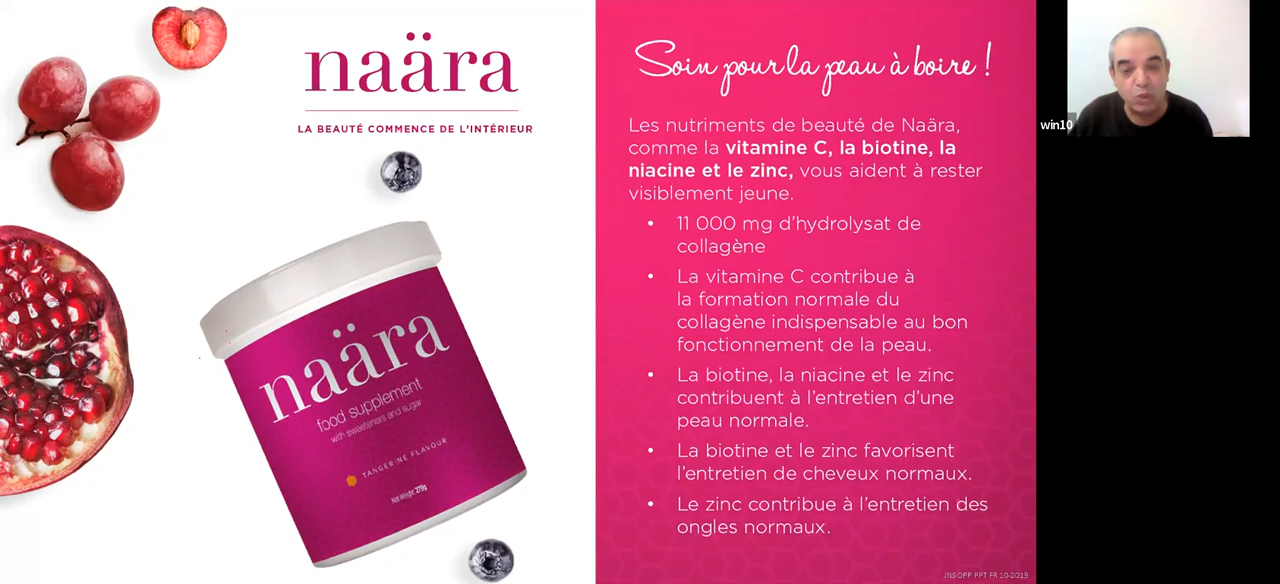 naära
LA BEAUTÉ COMMENCE DE L'INTÉRIEUR
naära
food supplement
with sweeteners and sugar
TANGERINE FLAVOUR
Net Weight: 279g
Soin pour la peau à boire !
Les nutriments de beauté de Naära,
comme la vitamine C, la biotine, la
niacine et le zinc, vous aident à rester
visiblement jeune.
• 11 000 mg d'hydrolysat de
collagène
• La vitamine C contribue à
la formation normale du
collagène indispensable au bon
fonctionnement de la peau.
• La biotine, la niacine et le zinc
contribuent à l'entretien d'une
peau normale.
• La biotine et le zinc favorisent
l'entretien de cheveux normaux.
• Le zinc contribue à l'entretien des
ongles normaux.
JNS OPP PPT FR 10-2019
win10